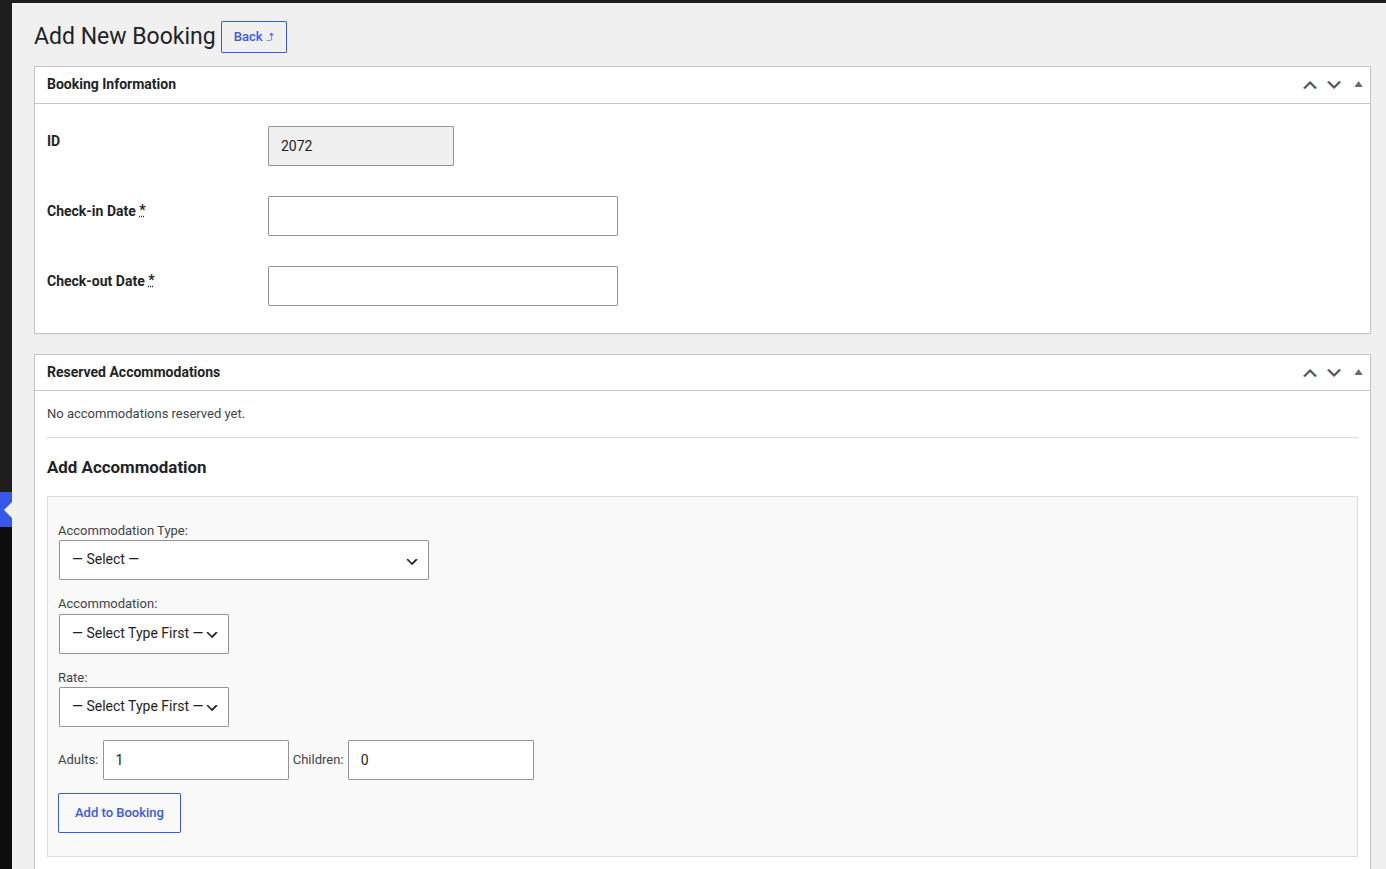 Add New Booking Back ⤴
Booking Information
ID 2072
Check-in Date *
Check-out Date *
Reserved Accommodations
No accommodations reserved yet.
Add Accommodation
Accommodation Type:
— Select —
Accommodation:
— Select Type First —
Rate:
— Select Type First —
Adults: 1 Children: 0
Add to Booking